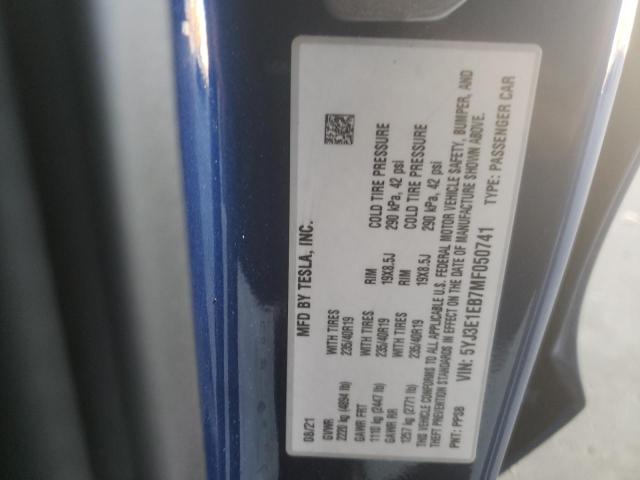 MFD BY TESLA, INC.
08/21
GVWR
2220 kg (4894 lb)
WITH TIRES
235/40R19
GAWR FRT
1110 kg (2447 lb)
WITH TIRES
235/40R19
RIM
19X8.5J
COLD TIRE PRESSURE
290 kPa, 42 psi
GAWR RR
1257 kg (2771 lb)
WITH TIRES
235/40R19
RIM
19X8.5J
COLD TIRE PRESSURE
290 kPa, 42 psi
THIS VEHICLE CONFORMS TO ALL APPLICABLE U.S. FEDERAL MOTOR VEHICLE SAFETY, BUMPER, AND
THEFT PREVENTION STANDARDS IN EFFECT ON THE DATE OF MANUFACTURE SHOWN ABOVE.
PNT: PPSB
VIN: 5YJ3E1EB7MF050741
TYPE: PASSENGER CAR